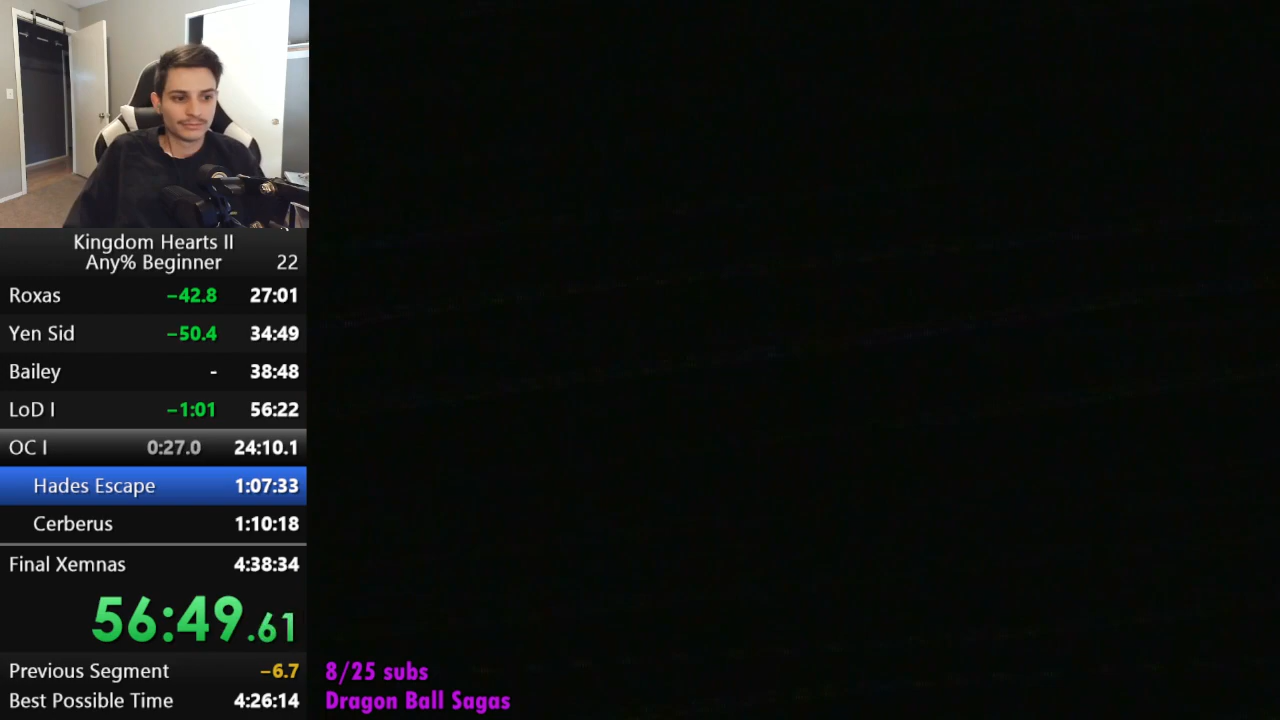 Kingdom Hearts II
Any% Beginner 22
Roxas -42.8 27:01
Yen Sid -50.4 34:49
Bailey - 38:48
LoD I -1:01 56:22
OC I 0:27.0 24:10.1
Hades Escape 1:07:33
Cerberus 1:10:18
Final Xemnas 4:38:34
56:49.61
Previous Segment -6.7
Best Possible Time 4:26:14
8/25 subs
Dragon Ball Sagas